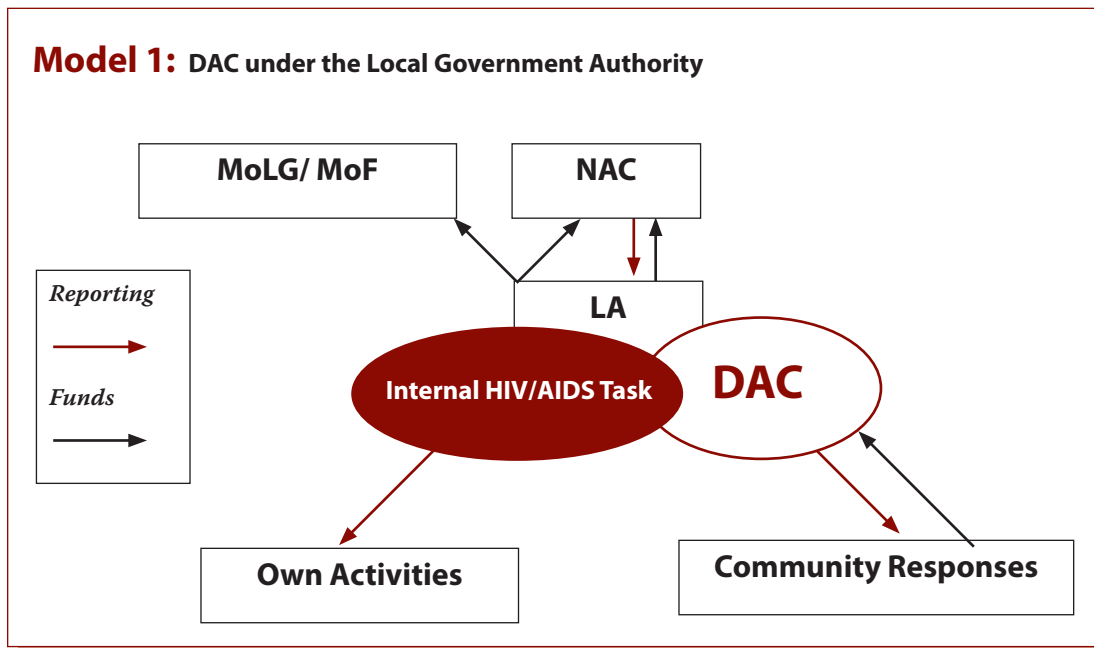 Model 1: DAC under the Local Government Authority
MoLG/ MoF
NAC
Reporting
LA
Funds
Internal HIV/AIDS Task
DAC
Own Activities
Community Responses